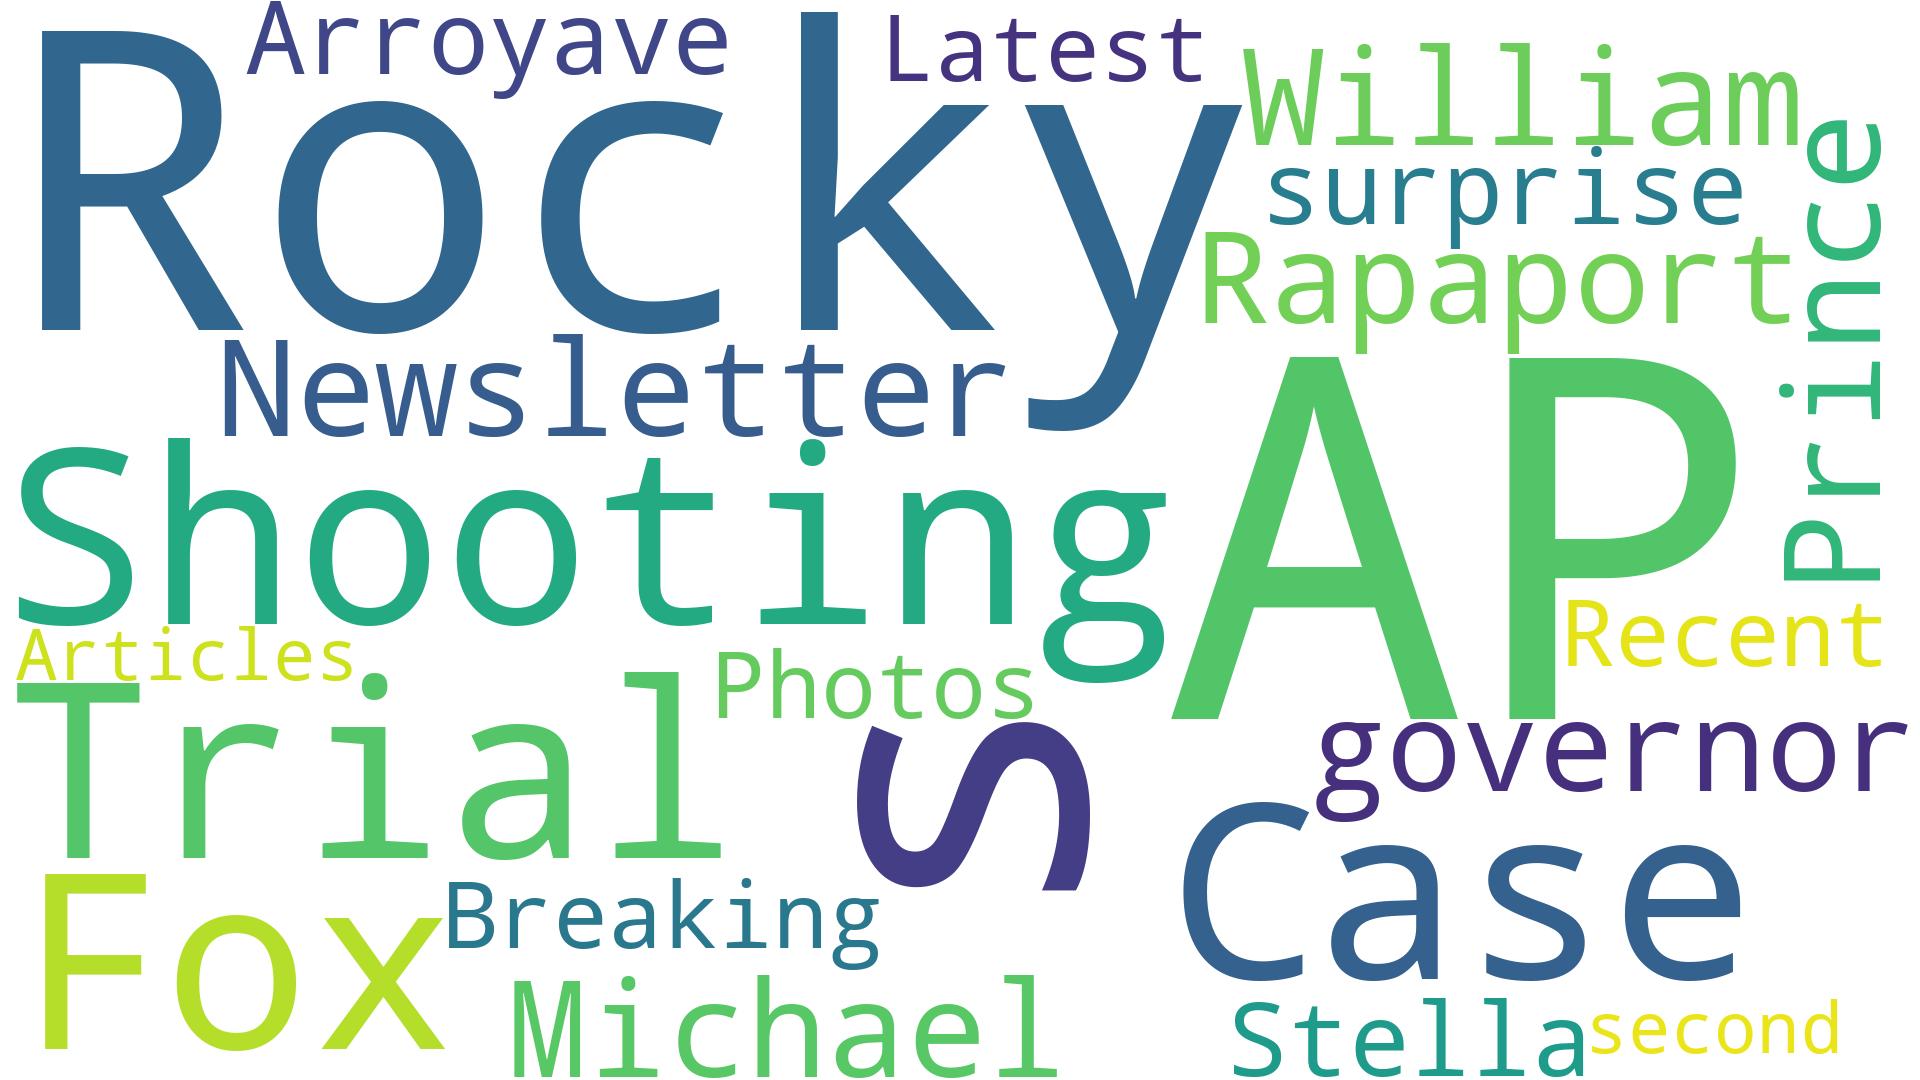 Arroyave
Latest
Rocky
William
surprise
Prince
Rapaport
Newsletter
AP
Shooting
Recent
Articles
Photos
Trial
S
governor
Case
Fox
Breaking
Michael
Stella
second